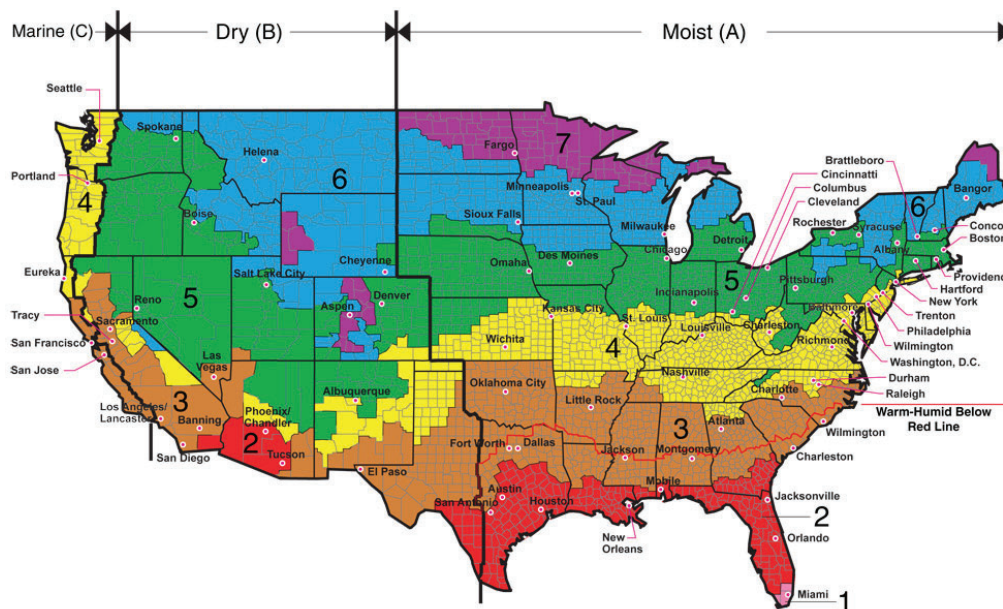 Marine (C)
Dry (B)
Moist (A)
Seattle
Spokane
Helena
Fargo
7
Brattleboro
Cincinnatti
Columbus
Cleveland
Portland
4
6
Minneapolis
St. Paul
Bangor
6
Boise
Sioux Falls
Milwaukee
Rochester
Syracuse
Conco
Albany
Boston
Detroit
Chicago
Eureka
Salt Lake City
Cheyenne
Omaha
Des Moines
5
Pittsburgh
Providenc
Hartford
Reno
5
Aspen
Denver
Indianapolis
New York
Tracy
Sacramento
Kansas City
St. Louis
Louisville
Charleston
Trenton
Philadelphia
San Francisco
Wichita
4
Richmond
Wilmington
San Jose
Las
Vegas
Nashville
Washington, D.C.
Albuquerque
Oklahoma City
Durham
Raleigh
3
Los Angeles/
Lancaster
Banning
Phoenix/
Chandler
2
Little Rock
Charlotte
Warm-Humid Below
Red Line
3
Atlanta
Wilmington
San Diego
Tucson
El Paso
Fort Worth
Dallas
Jackson
Montgomery
Charleston
San Antonio
Austin
Houston
Mobile
Jacksonville
2
New
Orleans
Orlando
Miami
1